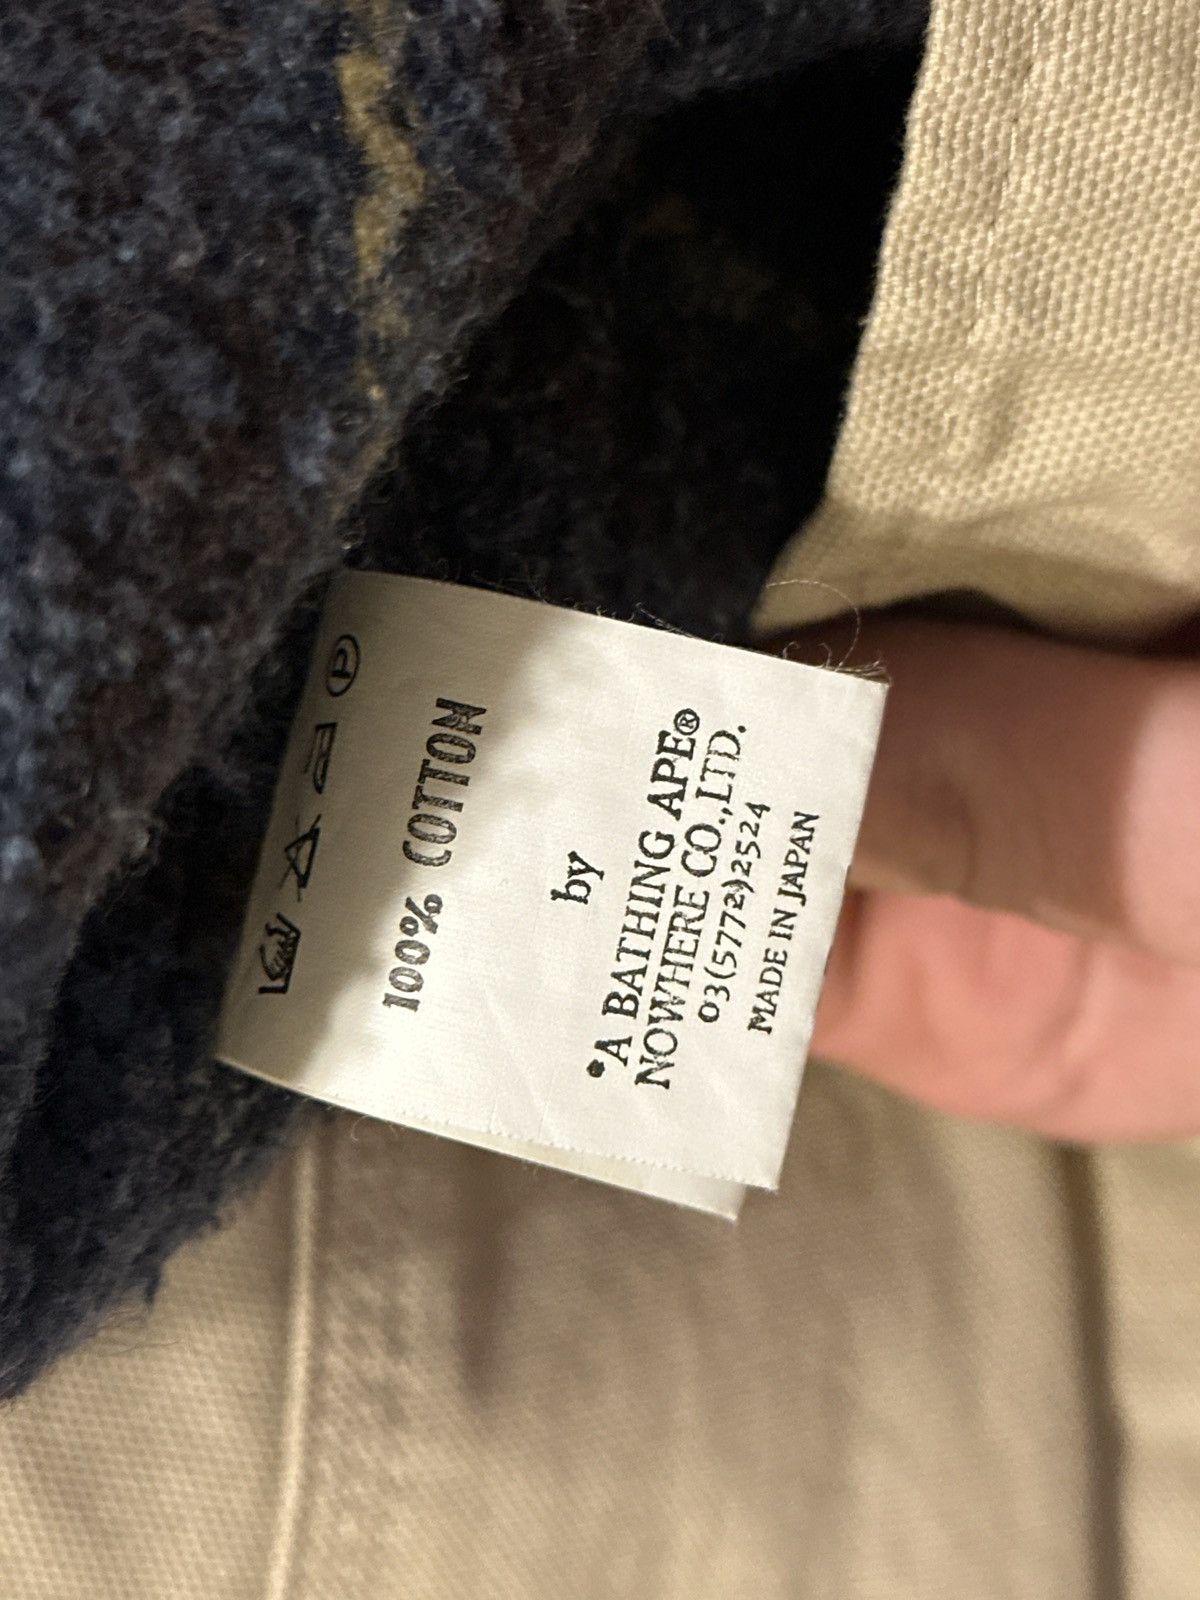 100% COTTON
by
*A BATHING APE®
NOWHERE CO.,LTD.
03(5772)2524
MADE IN JAPAN